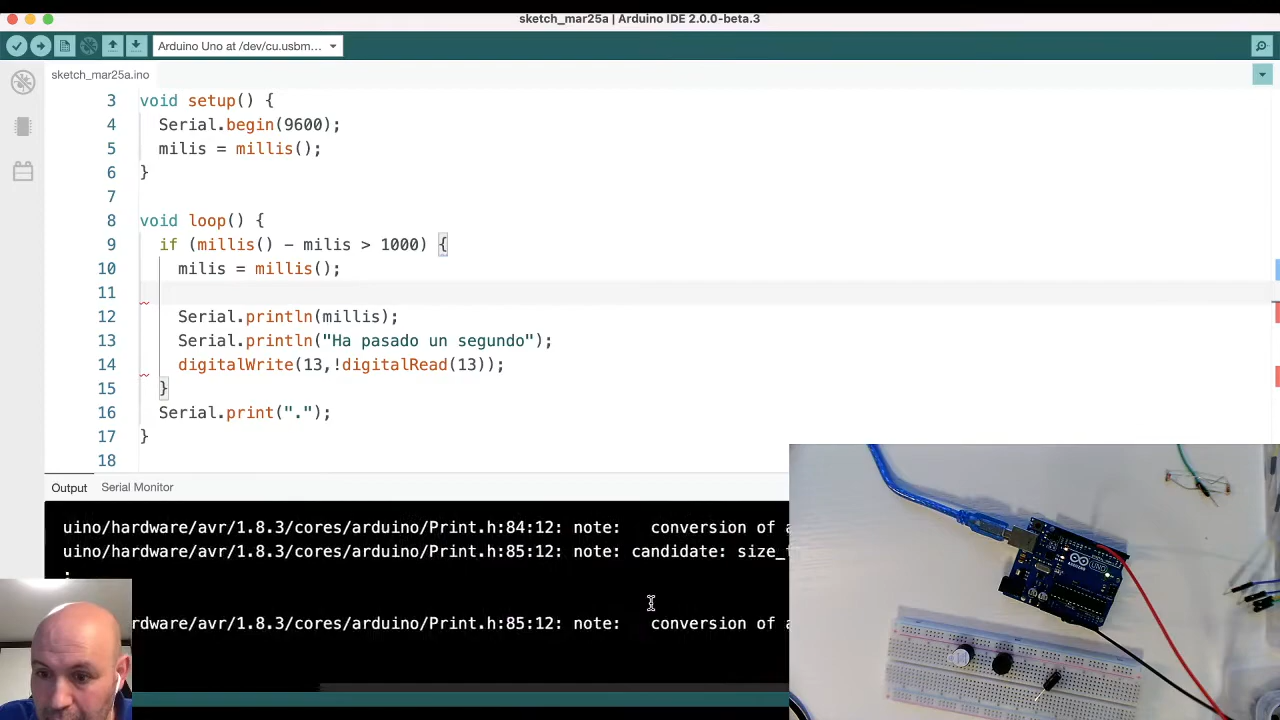 sketch_mar25a | Arduino IDE 2.0.0-beta.3
Arduino Uno at /dev/cu.usbm...
sketch_mar25a.ino
3 void setup() {
4 Serial.begin(9600);
5 milis = millis();
6 }
7
8 void loop() {
9 if (millis() - milis > 1000) {
10 milis = millis();
11
12 Serial.println(millis);
13 Serial.println("Ha pasado un segundo");
14 digitalWrite(13,!digitalRead(13));
15 }
16 Serial.print(".");
17 }
18
Output Serial Monitor
uino/hardware/avr/1.8.3/cores/arduino/Print.h:84:12: note: conversion of a
uino/hardware/avr/1.8.3/cores/arduino/Print.h:85:12: note: candidate: size_
rdware/avr/1.8.3/cores/arduino/Print.h:85:12: note: conversion of a
UNO